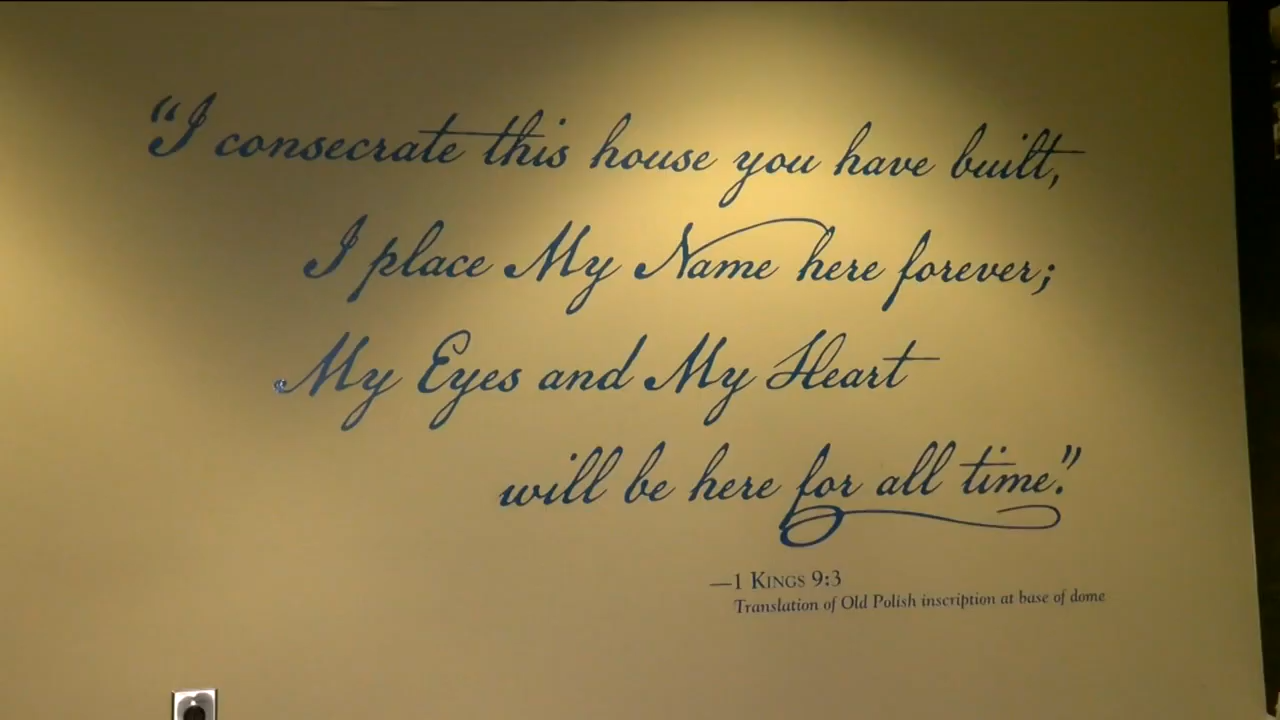 “I consecrate this house you have built,
I place My Name here forever;
My Eyes and My Heart
will be here for all time.”
—1 Kings 9:3
Translation of Old Polish inscription at base of dome